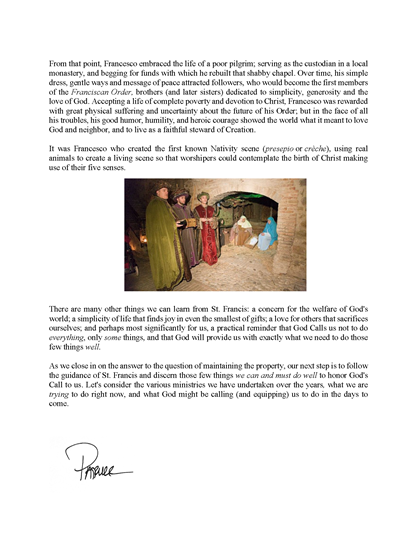 From that point, Francesco embraced the life of a poor pilgrim; serving as the custodian in a local
monastery, and begging for funds with which he rebuilt that shabby chapel. Over time, his simple
dress, gentle ways and message of peace attracted followers, who would become the first members
of the Franciscan Order, brothers (and later sisters) dedicated to simplicity, generosity and the
love of God. Accepting a life of complete poverty and devotion to Christ, Francesco was rewarded
with great physical suffering and uncertainty about the future of his Order; but in the face of all
his troubles, his good humor, humility, and heroic courage showed the world what it meant to love
God and neighbor, and to live as a faithful steward of Creation.
It was Francesco who created the first known Nativity scene (presepio or crèche), using real
animals to create a living scene so that worshipers could contemplate the birth of Christ making
use of their five senses.
There are many other things we can learn from St. Francis: a concern for the welfare of God's
world; a simplicity of life that finds joy in even the smallest of gifts; a love for others that sacrifices
ourselves; and perhaps most significantly for us, a practical reminder that God Calls us not to do
everything, only some things, and that God will provide us with exactly what we need to do those
few things well.
As we close in on the answer to the question of maintaining the property, our next step is to follow
the guidance of St. Francis and discern those few things we can and must do well to honor God's
Call to us. Let's consider the various ministries we have undertaken over the years, what we are
trying to do right now, and what God might be calling (and equipping) us to do in the days to
come.